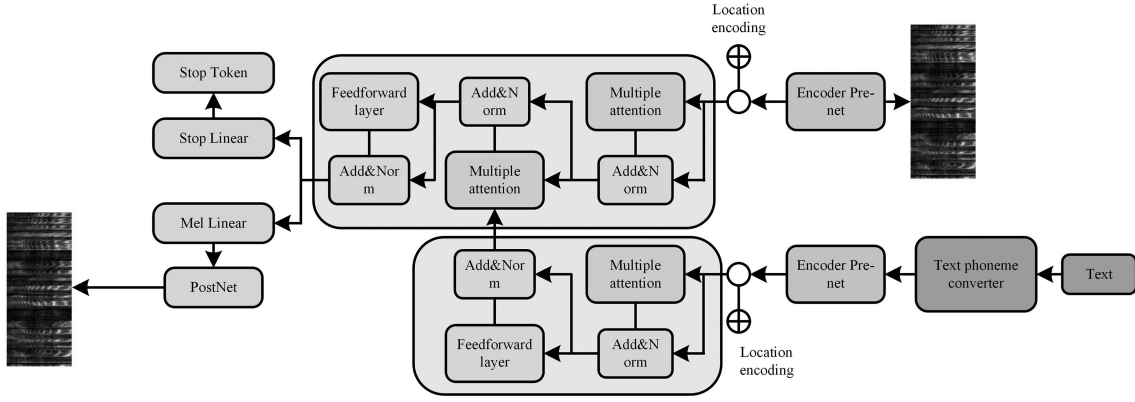 Location
encoding
Stop Token
Feedforward
layer
Add&N
orm
Multiple
attention
Encoder Pre-
net
Stop Linear
Add&Nor
m
Multiple
attention
Add&N
orm
Mel Linear
PostNet
Add&Nor
m
Multiple
attention
Encoder Pre-
net
Text phoneme
converter
Text
Feedforward
layer
Add&N
orm
Location
encoding